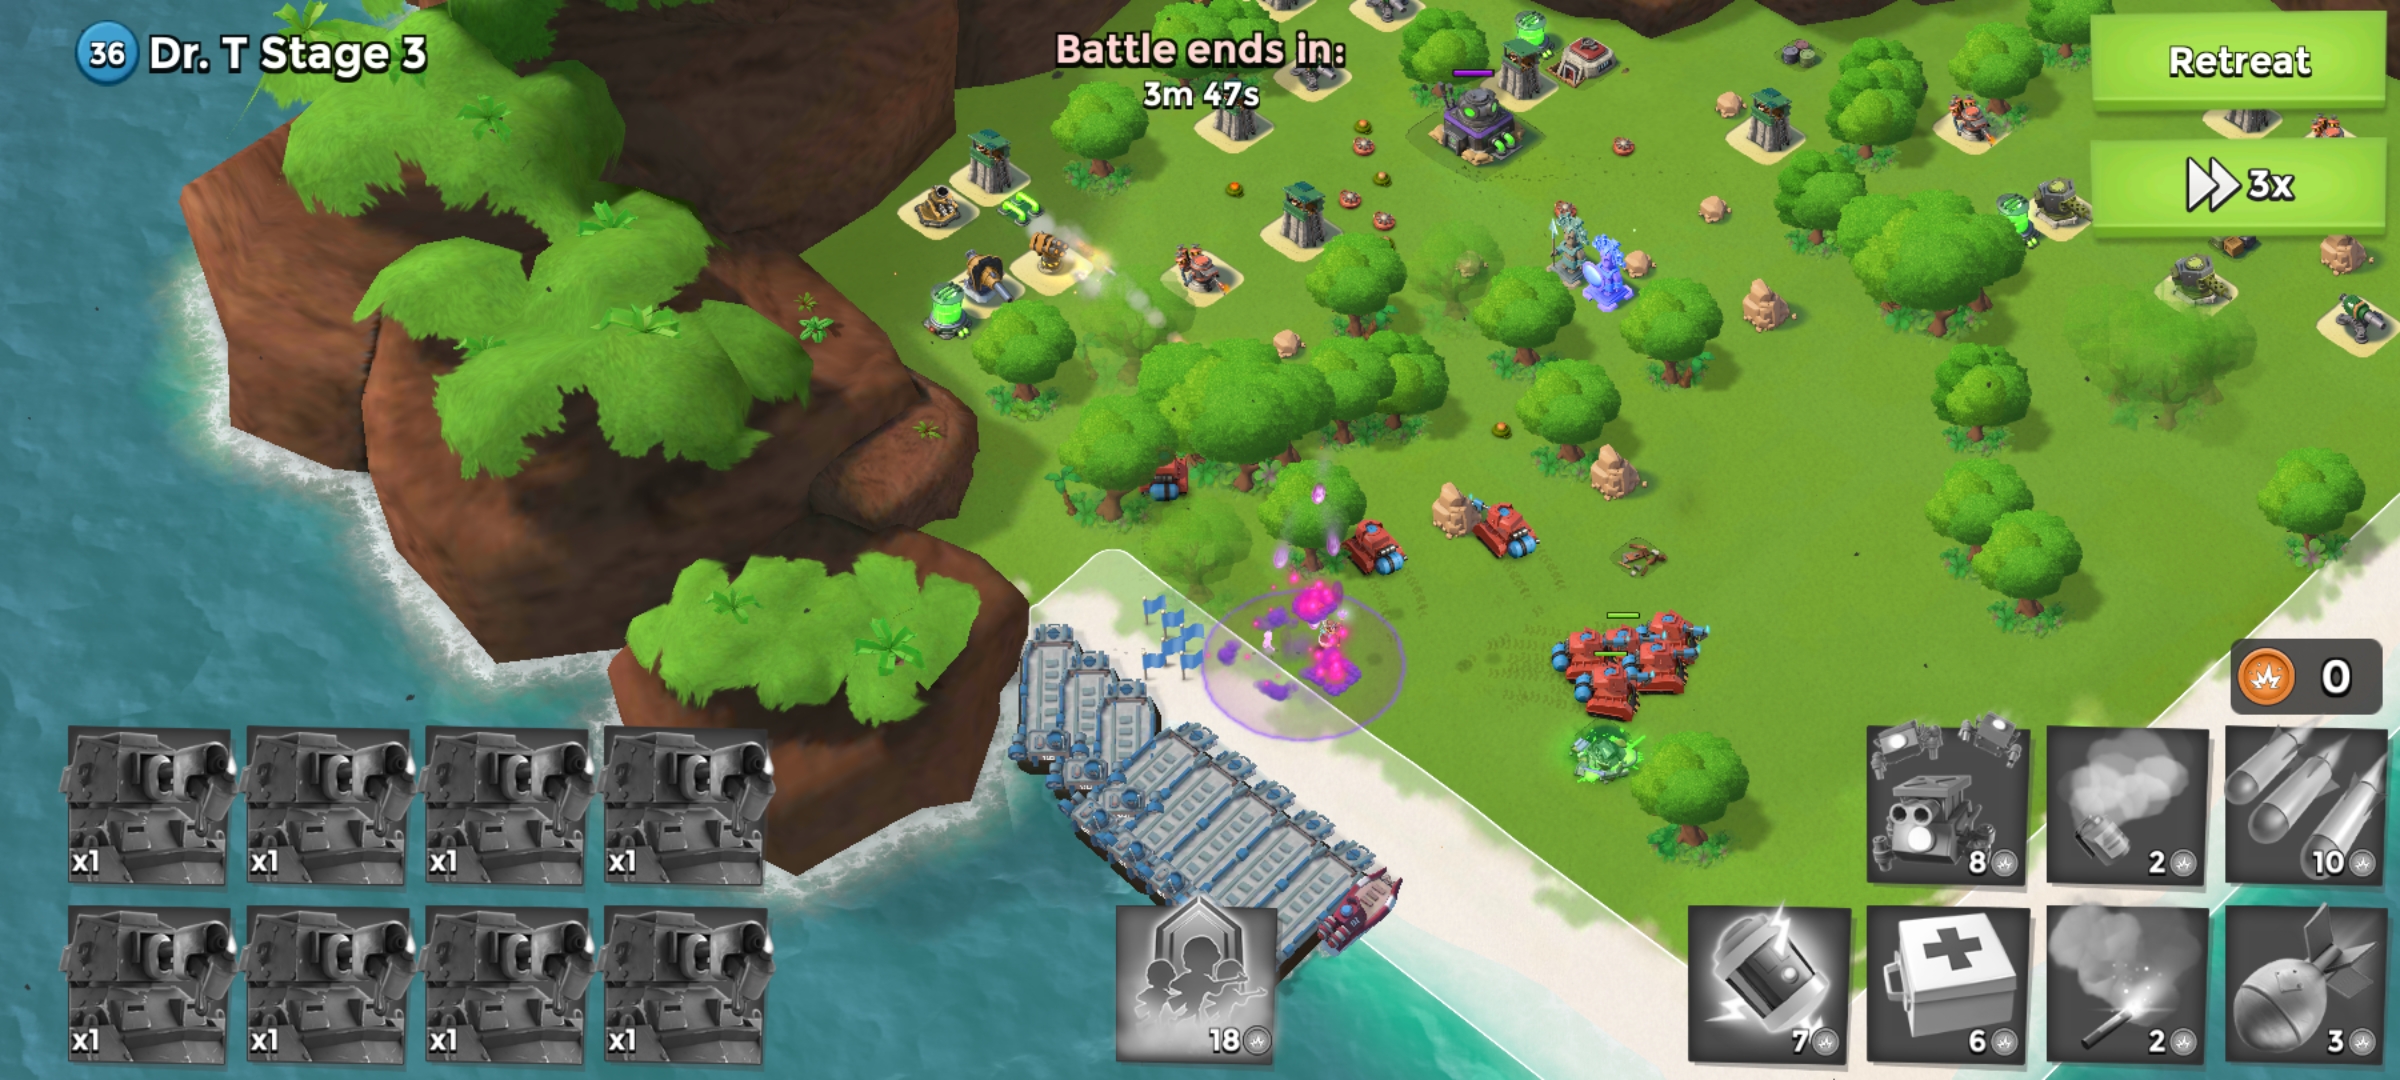 36 Dr. T Stage 3
Battle ends in:
3m 47s
Retreat
3x
0
x1 x1 x1 x1
8 2 10
x1 x1 x1 x1
18
7 6 2 3